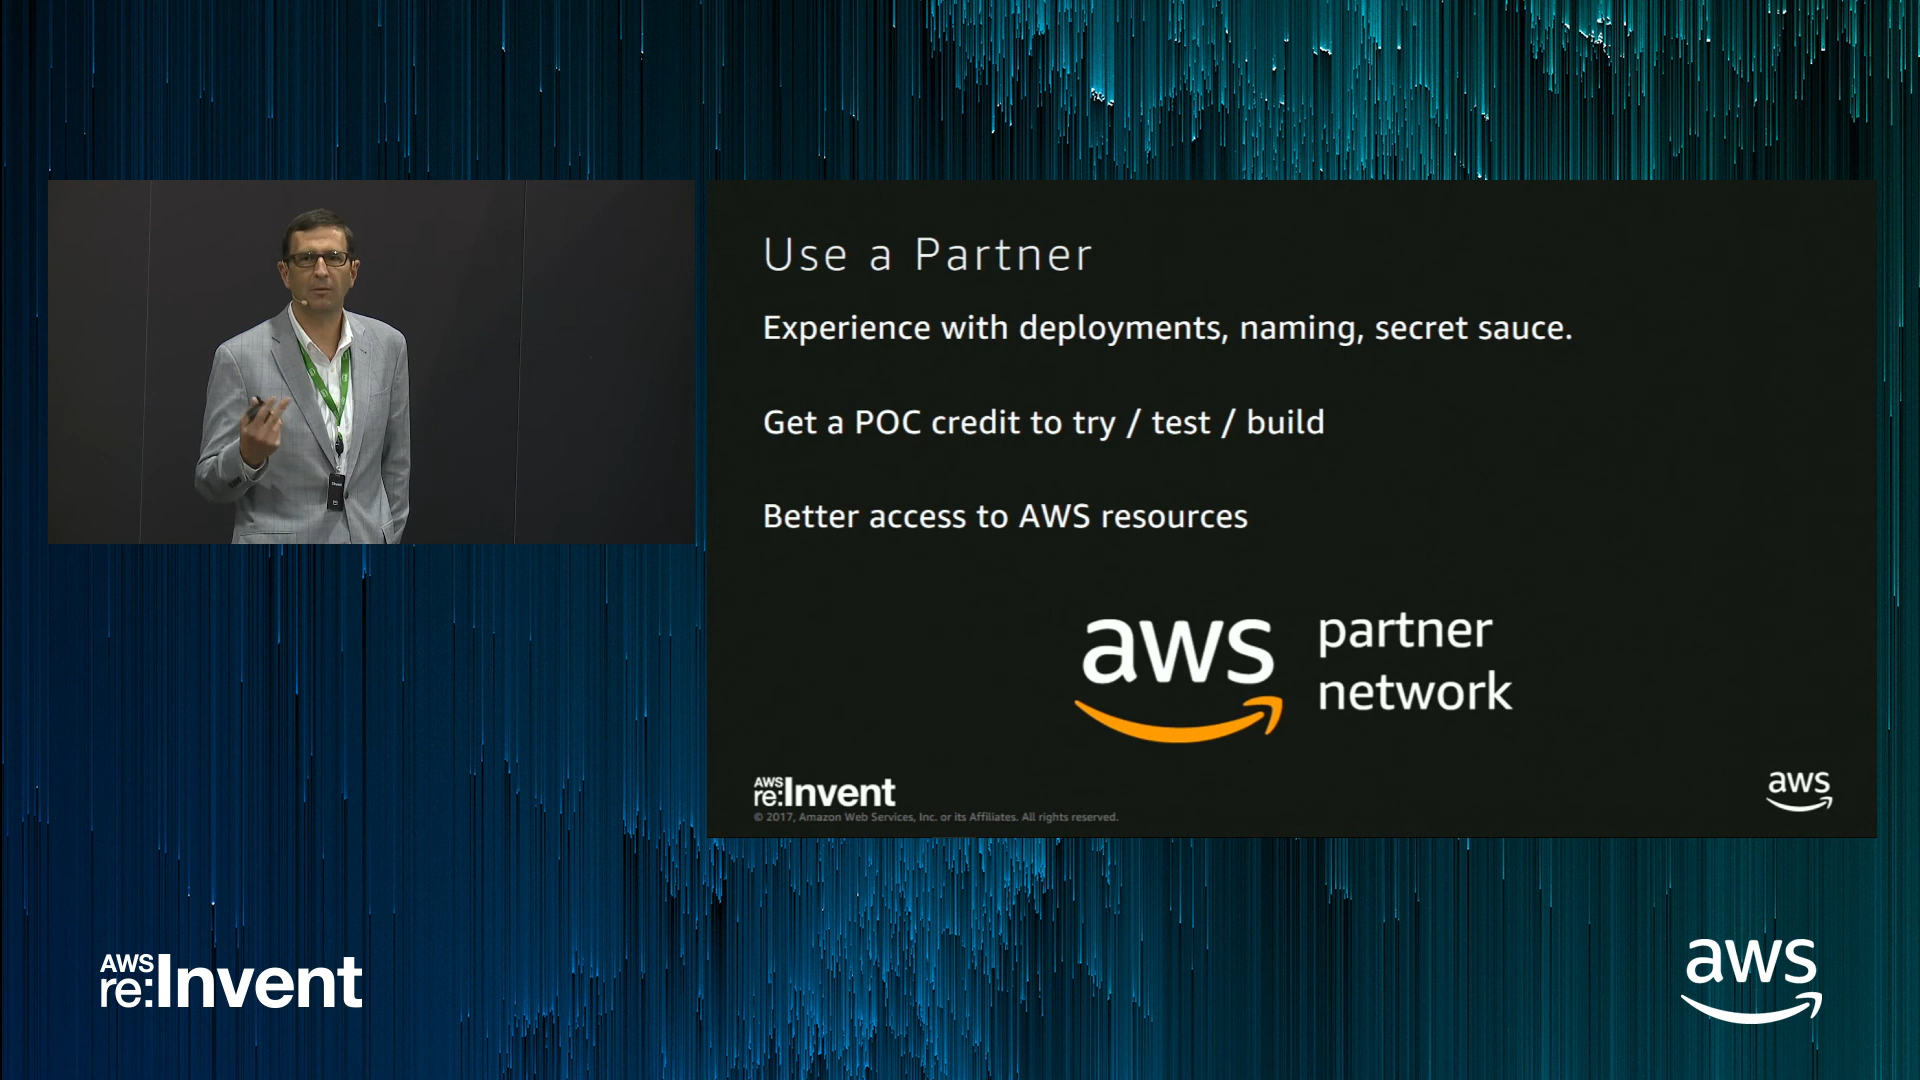 Use a Partner
Experience with deployments, naming, secret sauce.
Get a POC credit to try / test / build
Better access to AWS resources
aws
partner
network
AWS
re:Invent
© 2017, Amazon Web Services, Inc. or its Affiliates. All rights reserved.
aws
AWS
re:Invent
aws